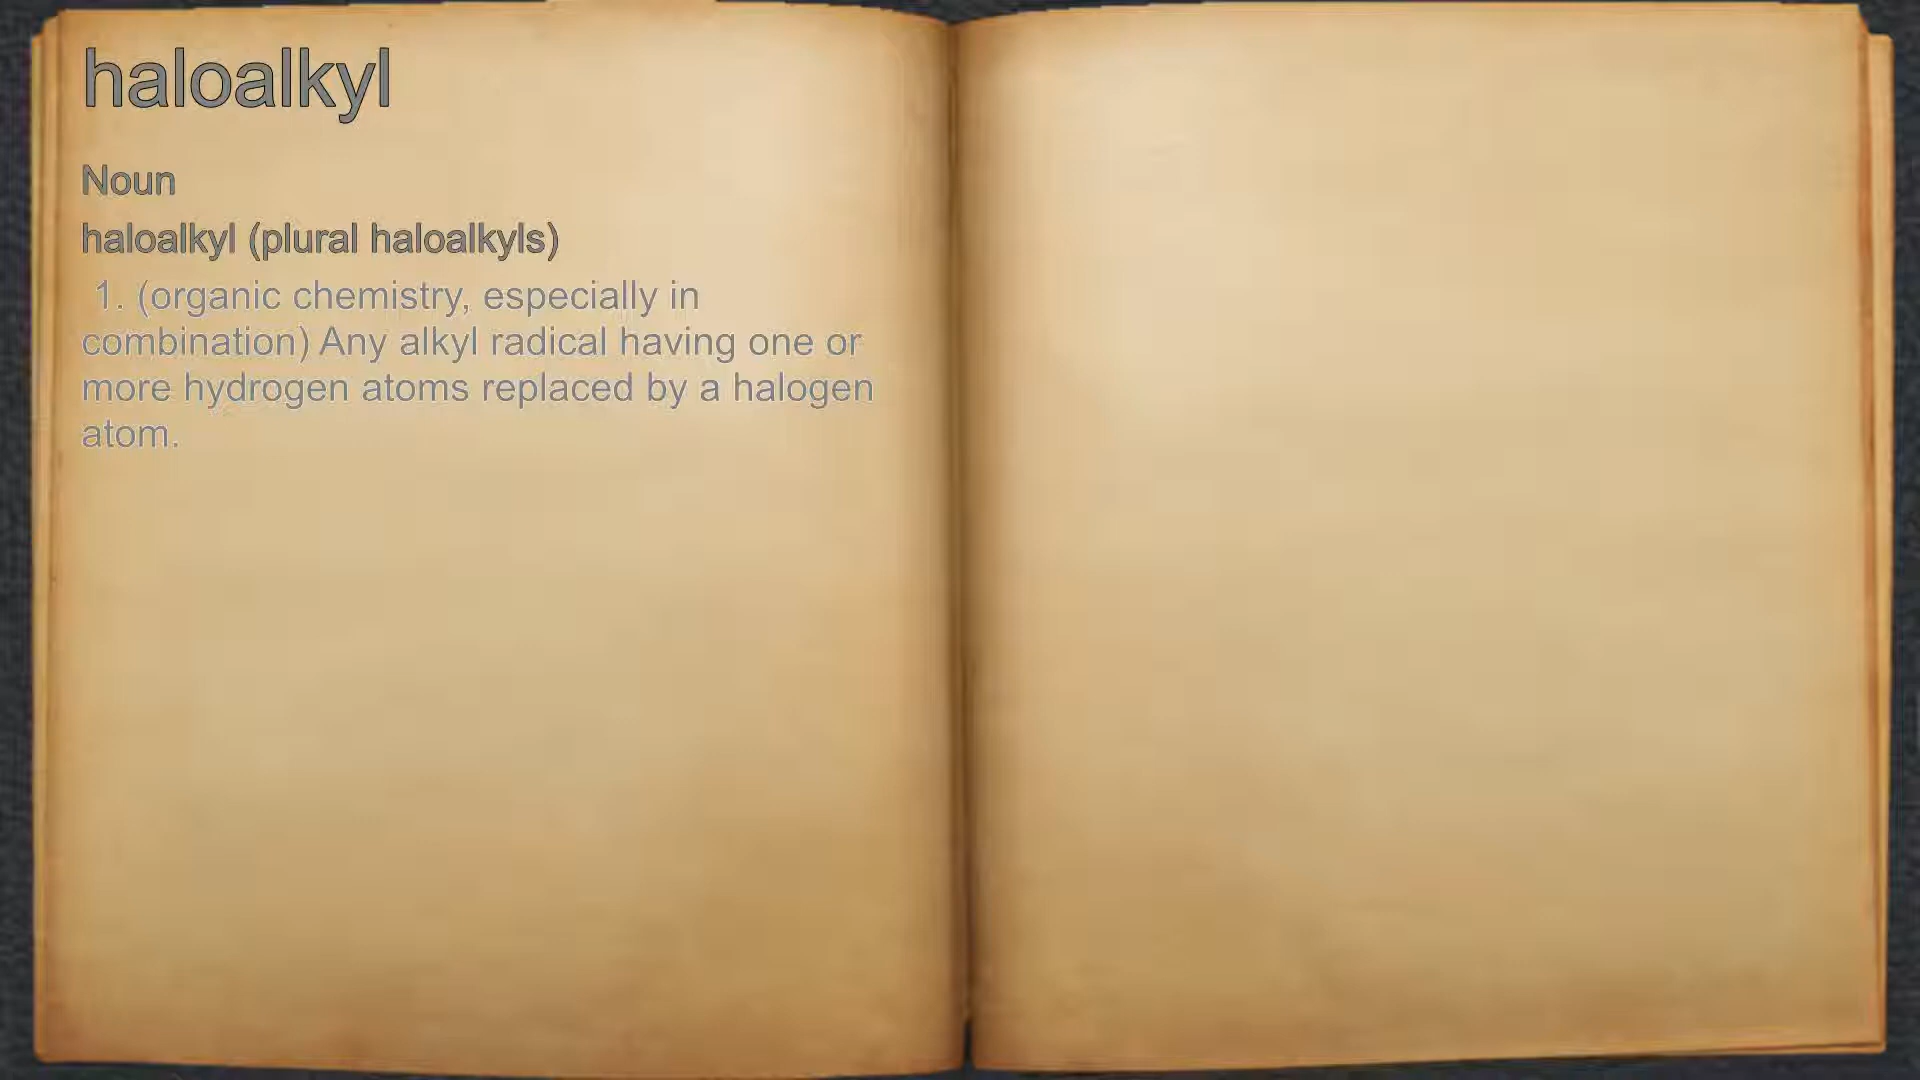 haloalkyl
Noun
haloalkyl (plural haloalkyls)
1. (organic chemistry, especially in
combination) Any alkyl radical having one or
more hydrogen atoms replaced by a halogen
atom.